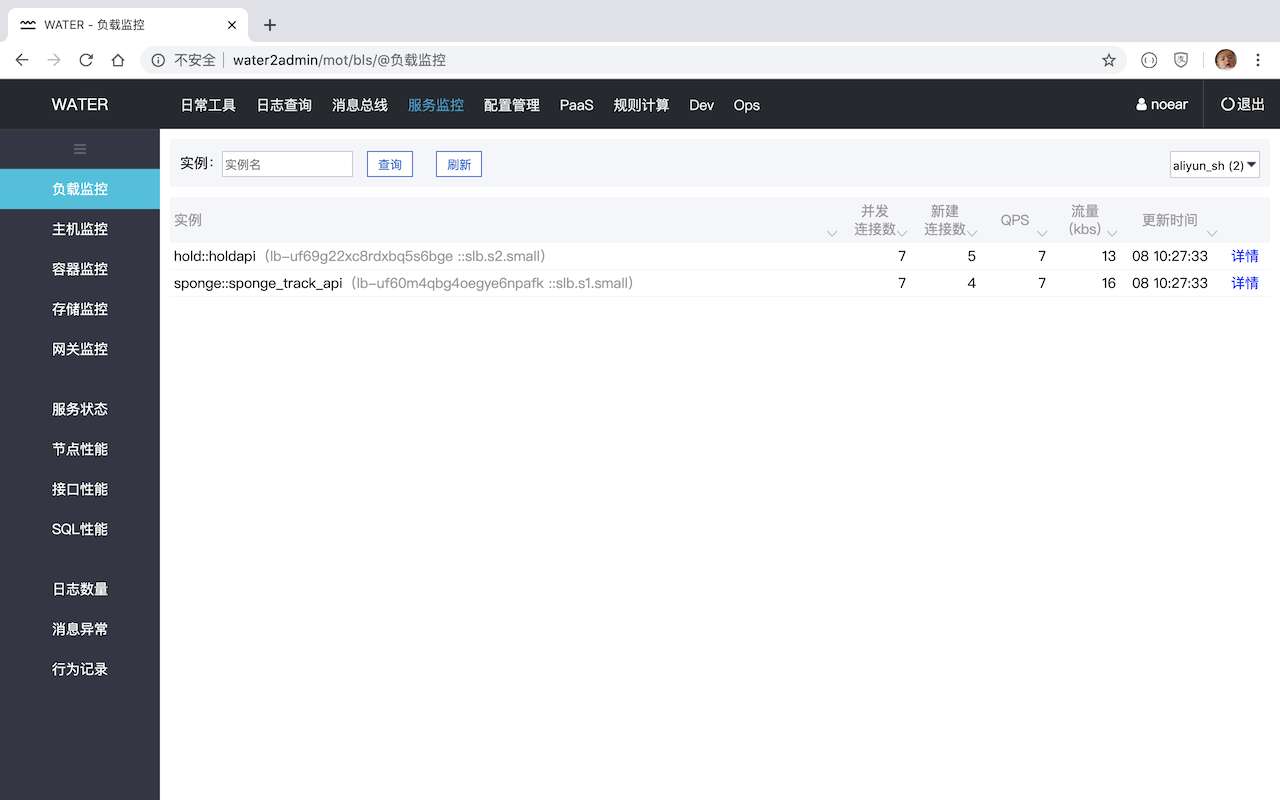 WATER - 负载监控
不安全 water2admin/mot/bls/@负载监控
WATER 日常工具 日志查询 消息总线 服务监控 配置管理 PaaS 规则计算 Dev Ops noear 退出
负载监控
主机监控
容器监控
存储监控
网关监控
服务状态
节点性能
接口性能
SQL性能
日志数量
消息异常
行为记录
实例： 实例名 查询 刷新 aliyun_sh (2)
实例 并发连接数 新建连接数 QPS 流量(kbs) 更新时间
hold::holdapi（lb-uf69g22xc8rdxbq5s6bge ::slb.s2.small） 7 5 7 13 08 10:27:33 详情
sponge::sponge_track_api（lb-uf60m4qbg4oegye6npafk ::slb.s1.small） 7 4 7 16 08 10:27:33 详情